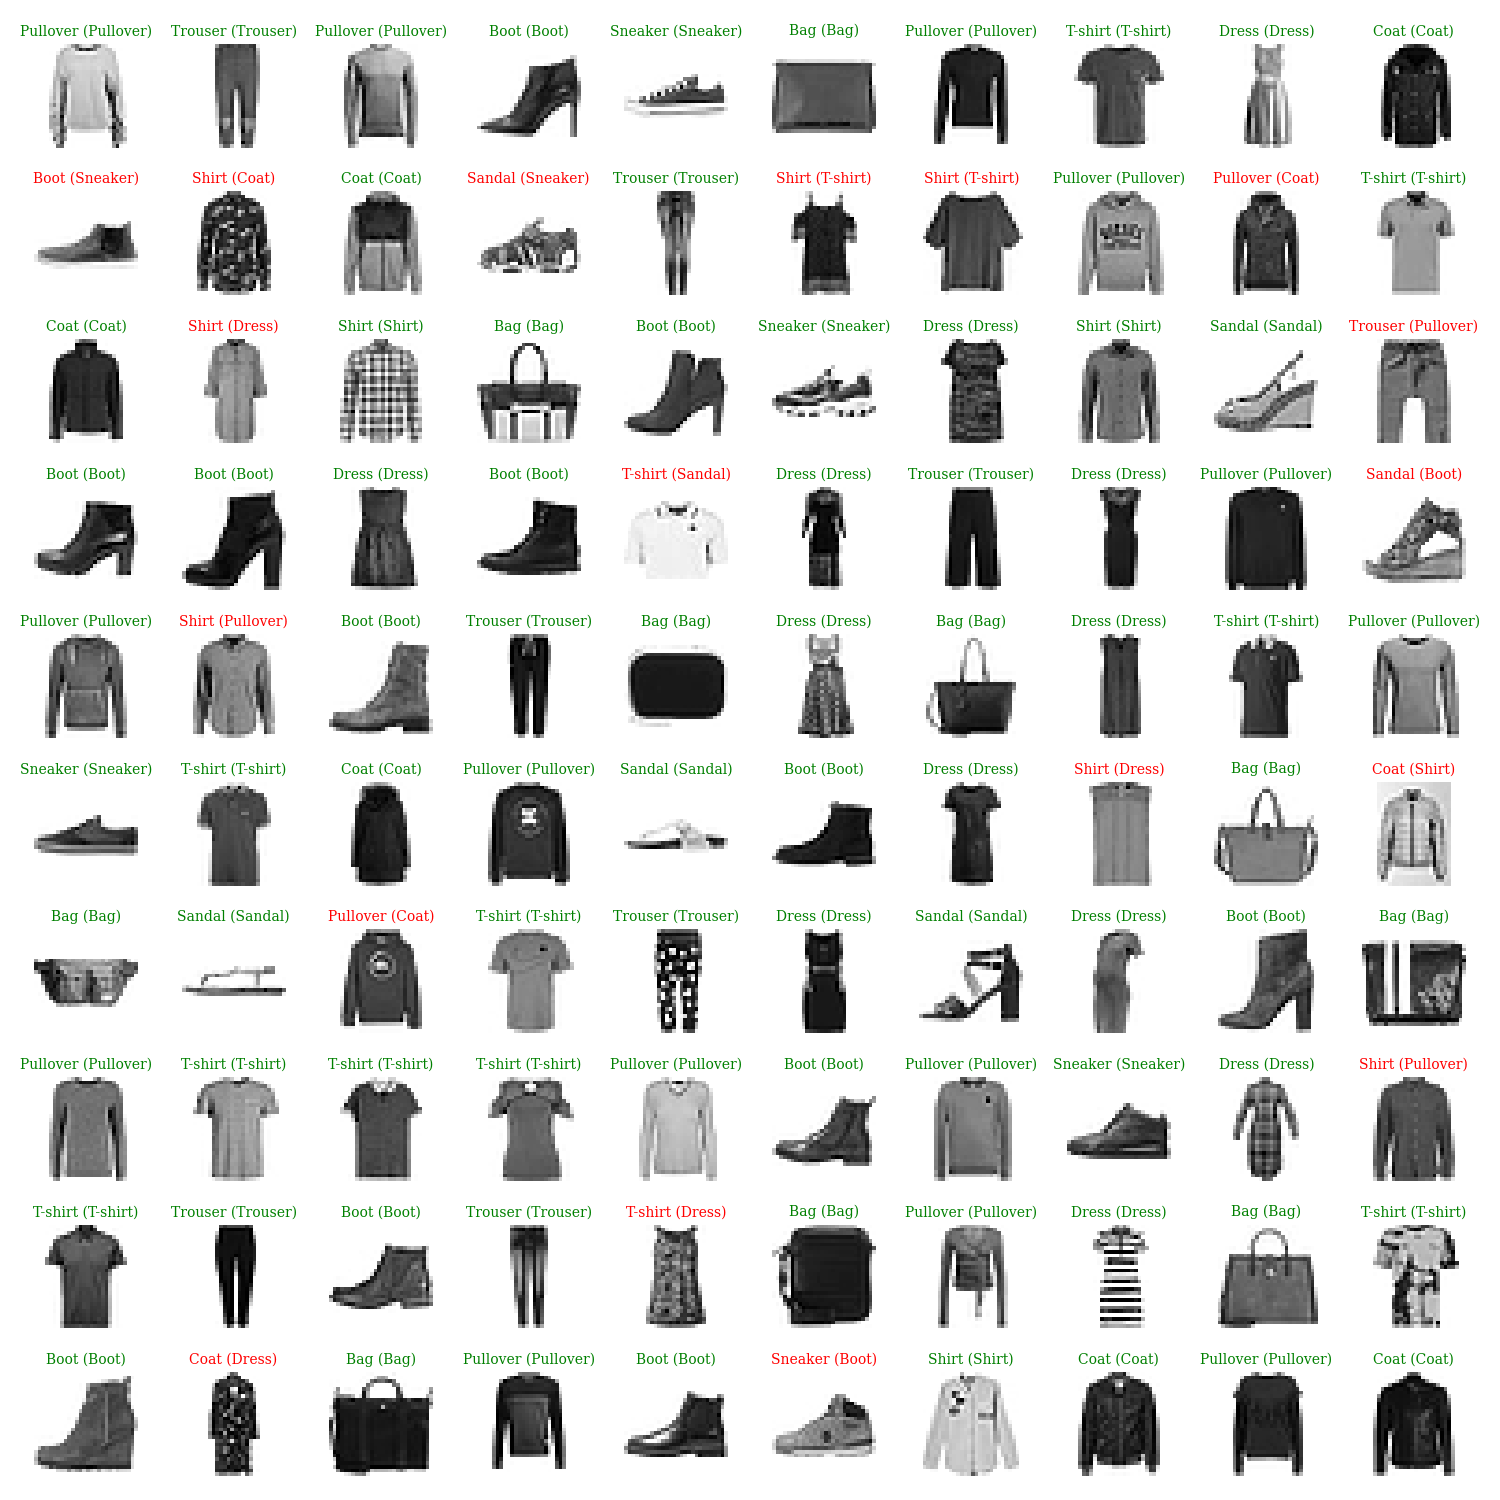 Pullover (Pullover) Trouser (Trouser) Pullover (Pullover) Boot (Boot) Sneaker (Sneaker) Bag (Bag) Pullover (Pullover) T-shirt (T-shirt) Dress (Dress) Coat (Coat)
Boot (Sneaker) Shirt (Coat) Coat (Coat) Sandal (Sneaker) Trouser (Trouser) Shirt (T-shirt) Shirt (T-shirt) Pullover (Pullover) Pullover (Coat) T-shirt (T-shirt)
Coat (Coat) Shirt (Dress) Shirt (Shirt) Bag (Bag) Boot (Boot) Sneaker (Sneaker) Dress (Dress) Shirt (Shirt) Sandal (Sandal) Trouser (Pullover)
Boot (Boot) Boot (Boot) Dress (Dress) Boot (Boot) T-shirt (Sandal) Dress (Dress) Trouser (Trouser) Dress (Dress) Pullover (Pullover) Sandal (Boot)
Pullover (Pullover) Shirt (Pullover) Boot (Boot) Trouser (Trouser) Bag (Bag) Dress (Dress) Bag (Bag) Dress (Dress) T-shirt (T-shirt) Pullover (Pullover)
Sneaker (Sneaker) T-shirt (T-shirt) Coat (Coat) Pullover (Pullover) Sandal (Sandal) Boot (Boot) Dress (Dress) Shirt (Dress) Bag (Bag) Coat (Shirt)
Bag (Bag) Sandal (Sandal) Pullover (Coat) T-shirt (T-shirt) Trouser (Trouser) Dress (Dress) Sandal (Sandal) Dress (Dress) Boot (Boot) Bag (Bag)
Pullover (Pullover) T-shirt (T-shirt) T-shirt (T-shirt) T-shirt (T-shirt) Pullover (Pullover) Boot (Boot) Pullover (Pullover) Sneaker (Sneaker) Dress (Dress) Shirt (Pullover)
T-shirt (T-shirt) Trouser (Trouser) Boot (Boot) Trouser (Trouser) T-shirt (Dress) Bag (Bag) Pullover (Pullover) Dress (Dress) Bag (Bag) T-shirt (T-shirt)
Boot (Boot) Coat (Dress) Bag (Bag) Pullover (Pullover) Boot (Boot) Sneaker (Boot) Shirt (Shirt) Coat (Coat) Pullover (Pullover) Coat (Coat)